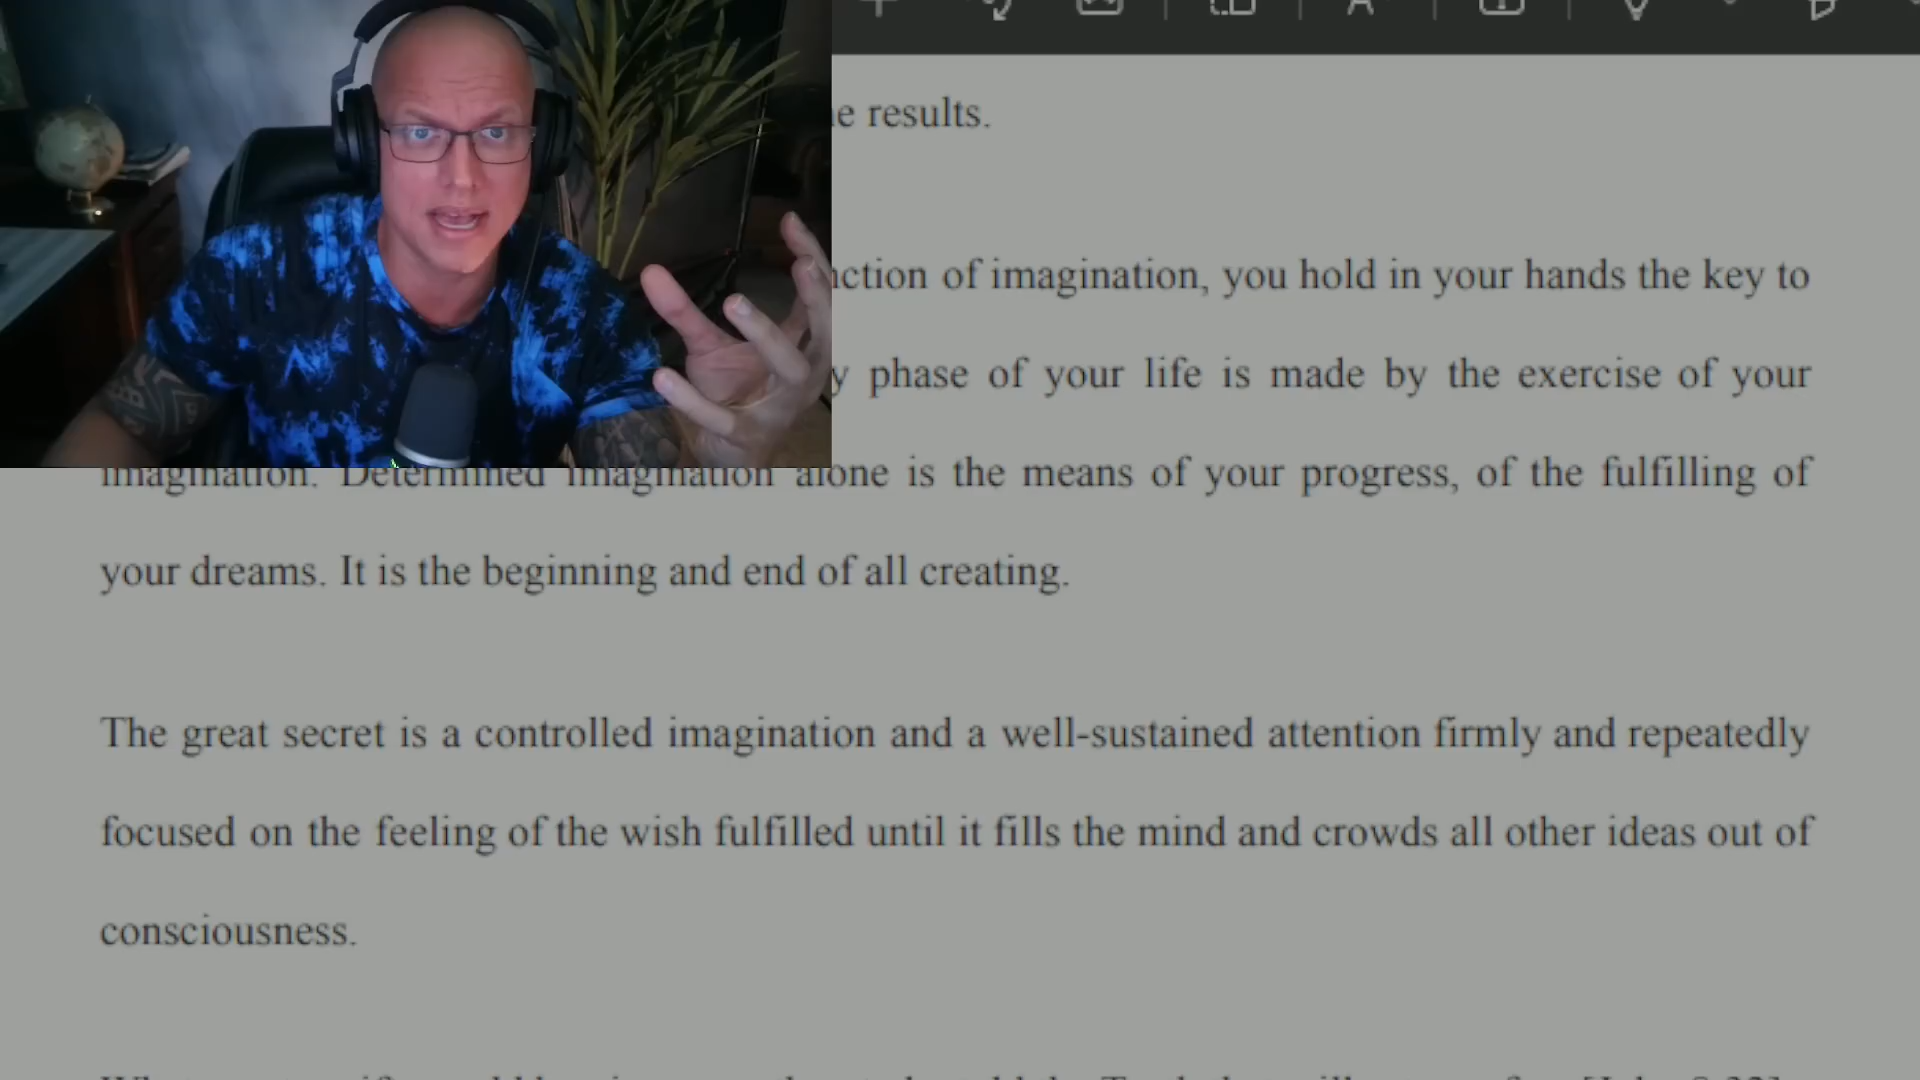 results.
of imagination, you hold in your hands the key to
phase of your life is made by the exercise of your
imagination. Determined imagination alone is the means of your progress, of the fulfilling of
your dreams. It is the beginning and end of all creating.
The great secret is a controlled imagination and a well-sustained attention firmly and repeatedly
focused on the feeling of the wish fulfilled until it fills the mind and crowds all other ideas out of
consciousness.